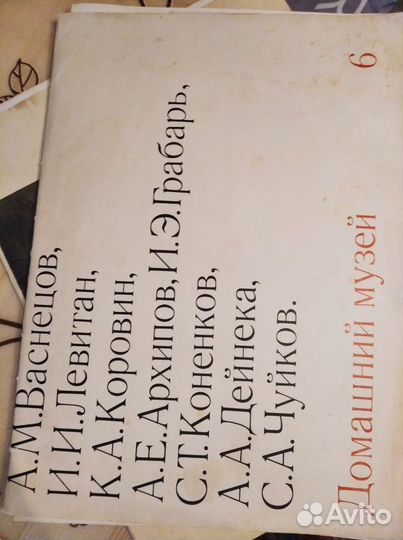 А.М.Васнецов,
И.И.Левитан,
К.А.Коровин,
А.Е.Архипов,И.Э.Грабарь,
С.Т.Коненков,
А.А.Дейнека,
С.А.Чуйков.
Домашний музей 6
Avito